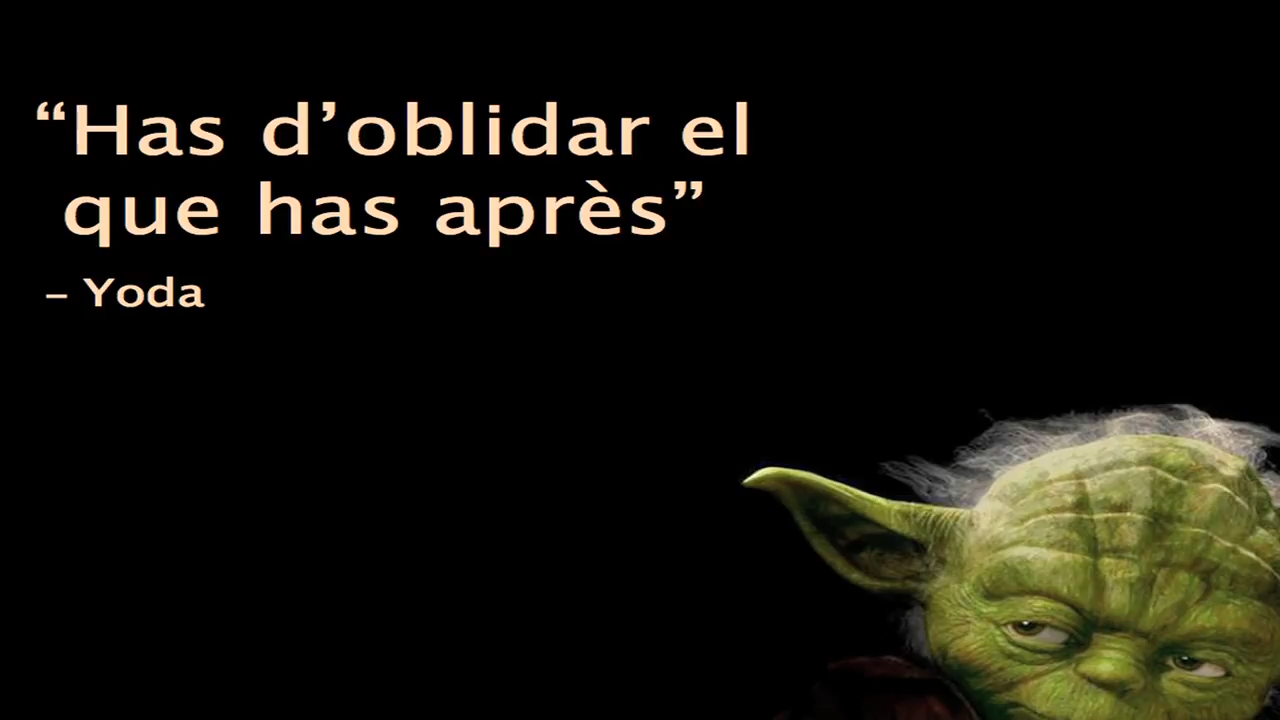 “Has d’oblidar el
que has après”
– Yoda